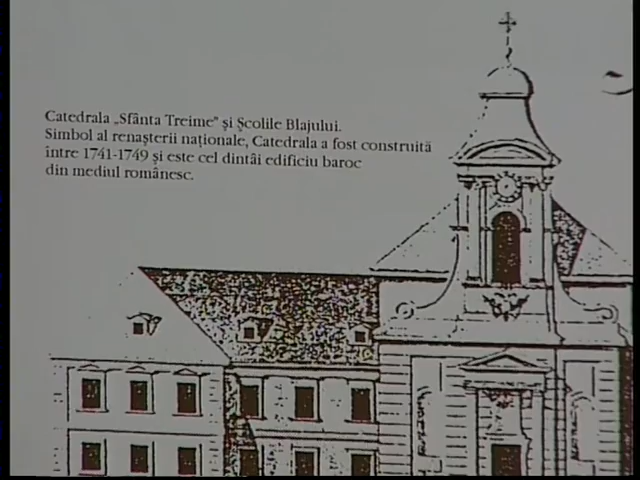 Catedrala „Sfânta Treime” și Școlile Blajului.
Simbol al renașterii naționale, Catedrala a fost construită
între 1741-1749 și este cel dintâi edificiu baroc
din mediul românesc.